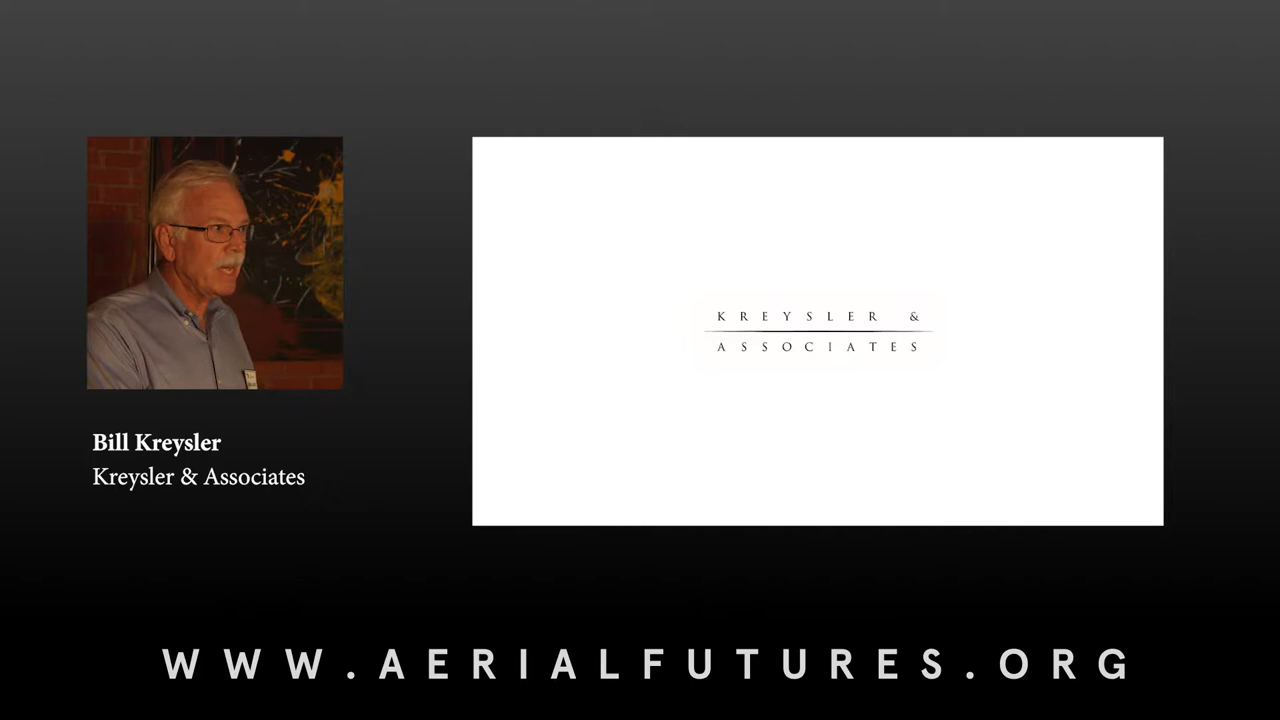 KREYSLER &
ASSOCIATES
Bill Kreysler
Kreysler & Associates
WWW.AERIALFUTURES.ORG